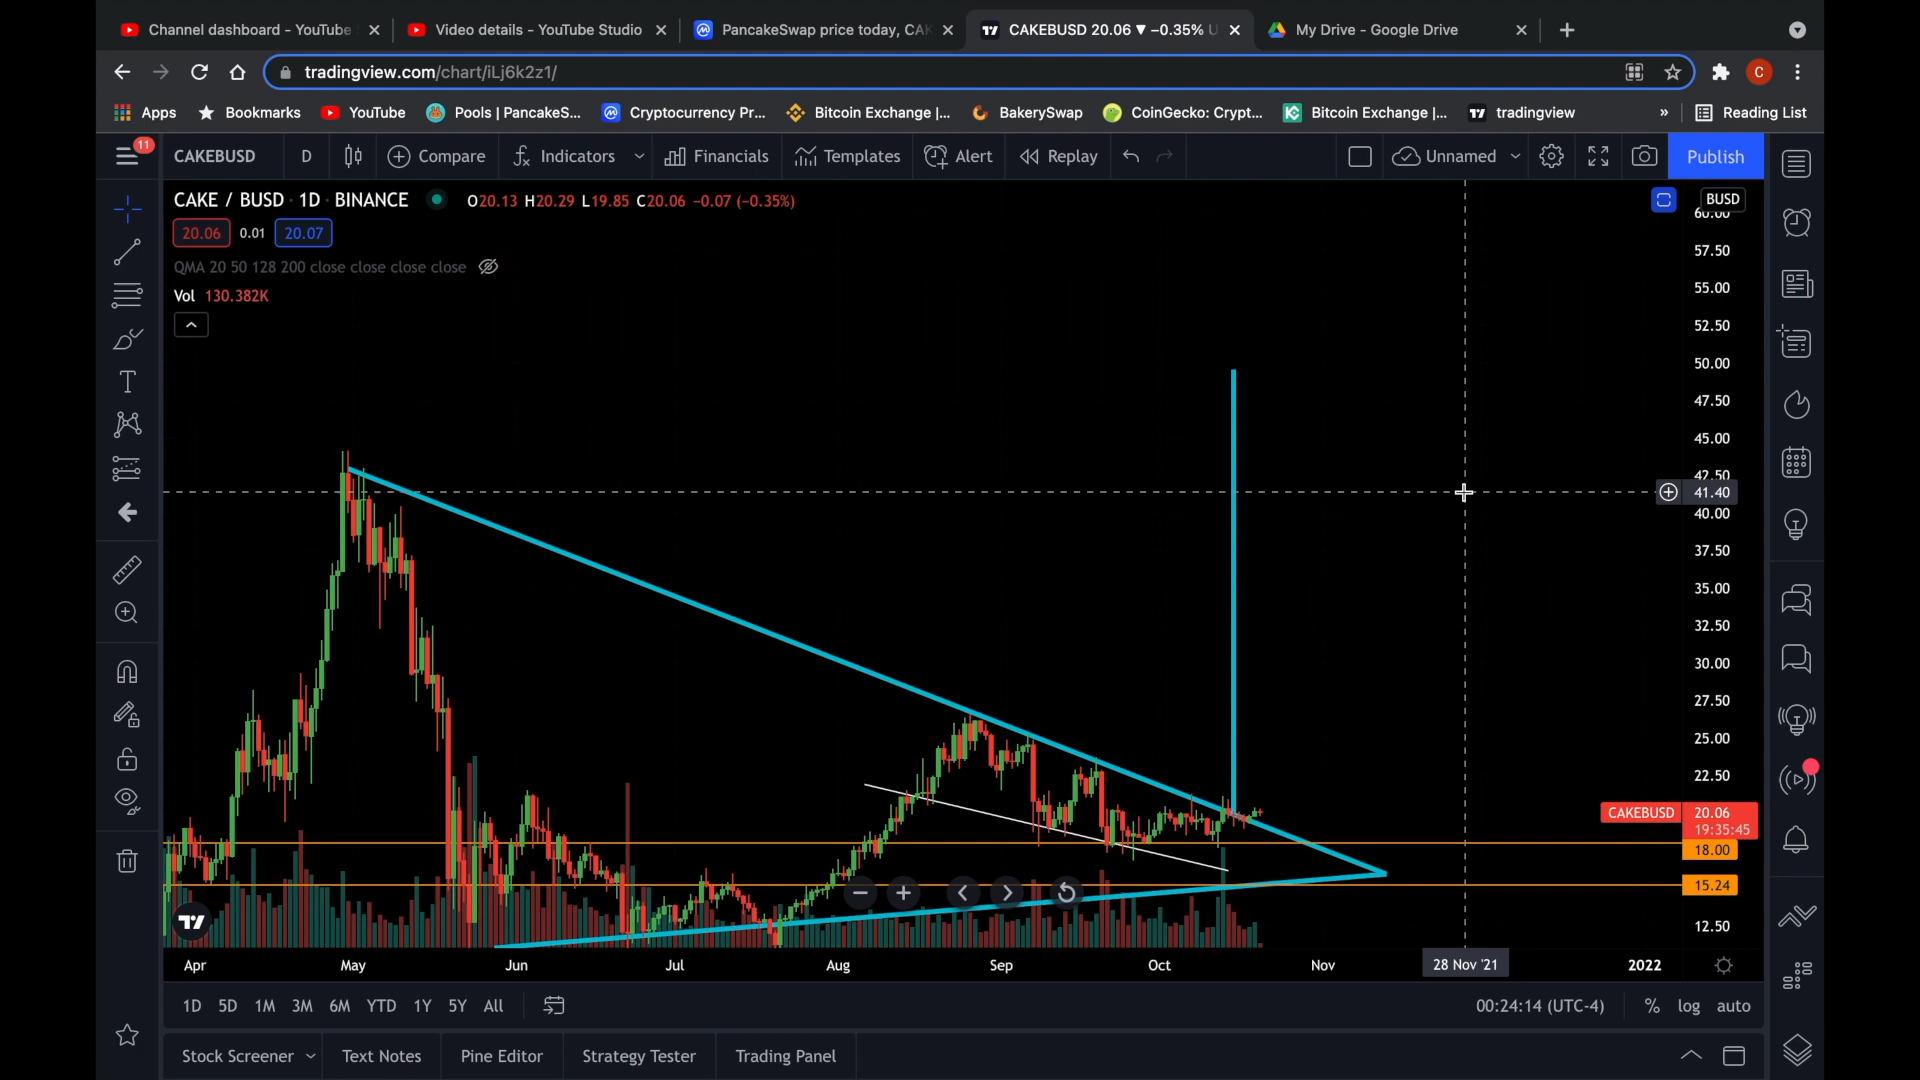 Channel dashboard - YouTube
Video details - YouTube Studio
PancakeSwap price today, CAK
CAKEBUSD 20.06 ▼ −0.35% U
My Drive - Google Drive
tradingview.com/chart/iLj6k2z1/
C
Apps
Bookmarks
YouTube
Pools | PancakeS...
Cryptocurrency Pr...
Bitcoin Exchange |...
BakerySwap
CoinGecko: Crypt...
Bitcoin Exchange |...
tradingview
»
Reading List
11
CAKEBUSD
D
Compare
Indicators
Financials
Templates
Alert
Replay
Unnamed
Publish
CAKE / BUSD · 1D · BINANCE
O20.13 H20.29 L19.85 C20.06 −0.07 (−0.35%)
BUSD
20.06
0.01
20.07
QMA 20 50 128 200 close close close close
Vol 130.382K
60.00
57.50
55.00
52.50
50.00
47.50
45.00
42.50
41.40
40.00
37.50
35.00
32.50
30.00
27.50
25.00
22.50
CAKEBUSD
20.06
19:35:45
18.00
15.24
12.50
Apr
May
Jun
Jul
Aug
Sep
Oct
Nov
28 Nov '21
2022
1D
5D
1M
3M
6M
YTD
1Y
5Y
All
00:24:14 (UTC-4)
%
log
auto
Stock Screener
Text Notes
Pine Editor
Strategy Tester
Trading Panel